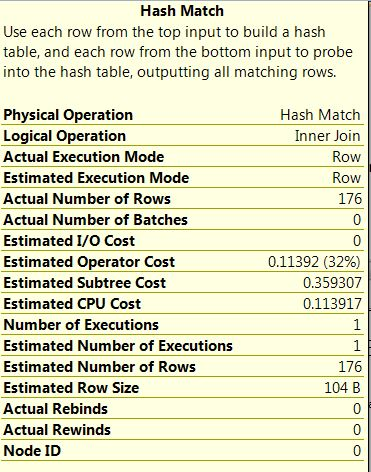 Hash Match
Use each row from the top input to build a hash
table, and each row from the bottom input to probe
into the hash table, outputting all matching rows.
Physical Operation Hash Match
Logical Operation Inner Join
Actual Execution Mode Row
Estimated Execution Mode Row
Actual Number of Rows 176
Actual Number of Batches 0
Estimated I/O Cost 0
Estimated Operator Cost 0.11392 (32%)
Estimated Subtree Cost 0.359307
Estimated CPU Cost 0.113917
Number of Executions 1
Estimated Number of Executions 1
Estimated Number of Rows 176
Estimated Row Size 104 B
Actual Rebinds 0
Actual Rewinds 0
Node ID 0